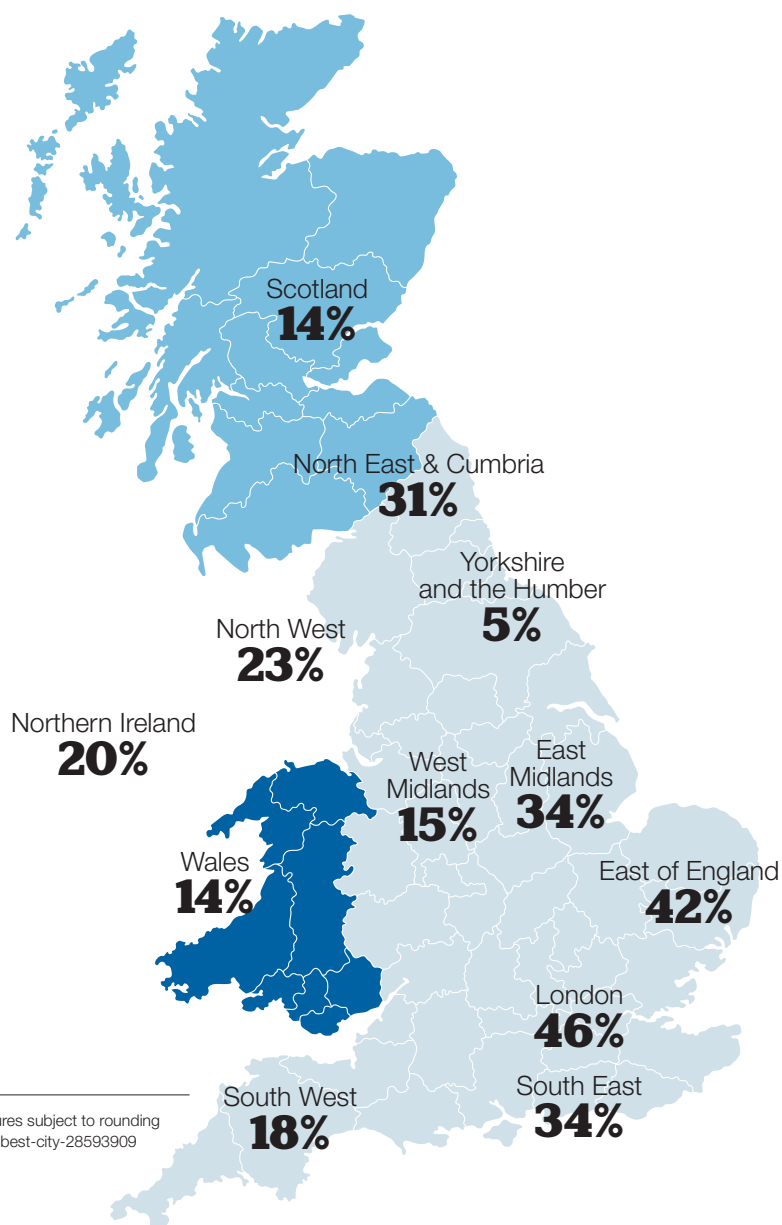 Scotland
14%
North East & Cumbria
31%
Yorkshire
and the Humber
5%
North West
23%
Northern Ireland
20%
West
Midlands
15%
East
Midlands
34%
Wales
14%
East of England
42%
London
46%
South East
34%
South West
18%
ures subject to rounding
best-city-28593909